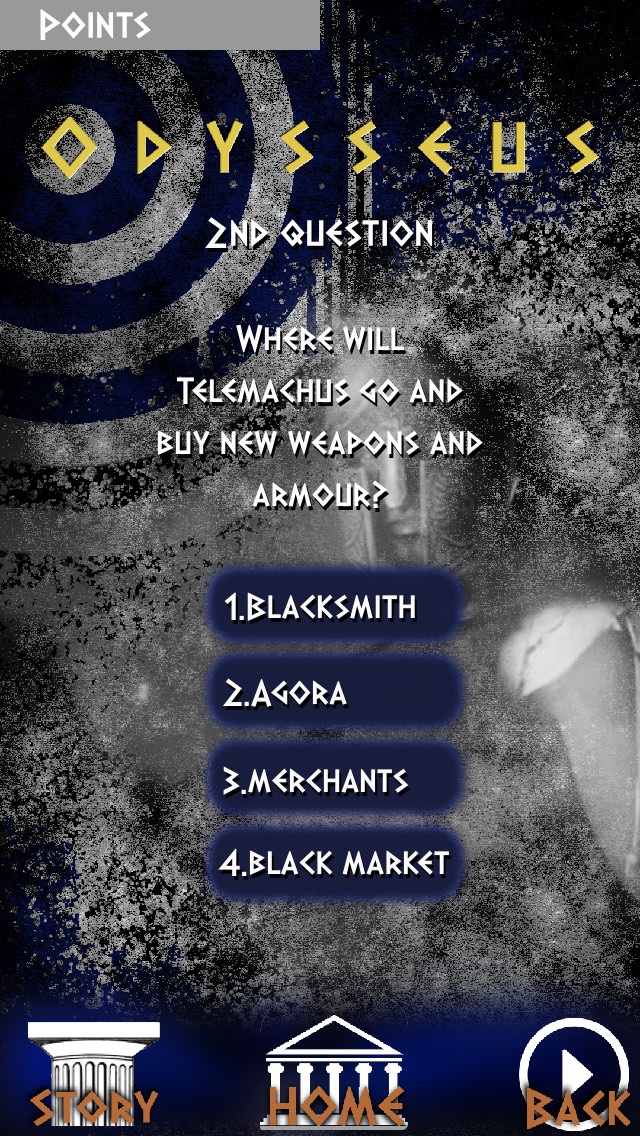 Points
Odysseus
2nd question
Where will
Telemachus go and
buy new weapons and
armour?
1.Blacksmith
2.Agora
3.merchants
4.black market
Story
Home
Back